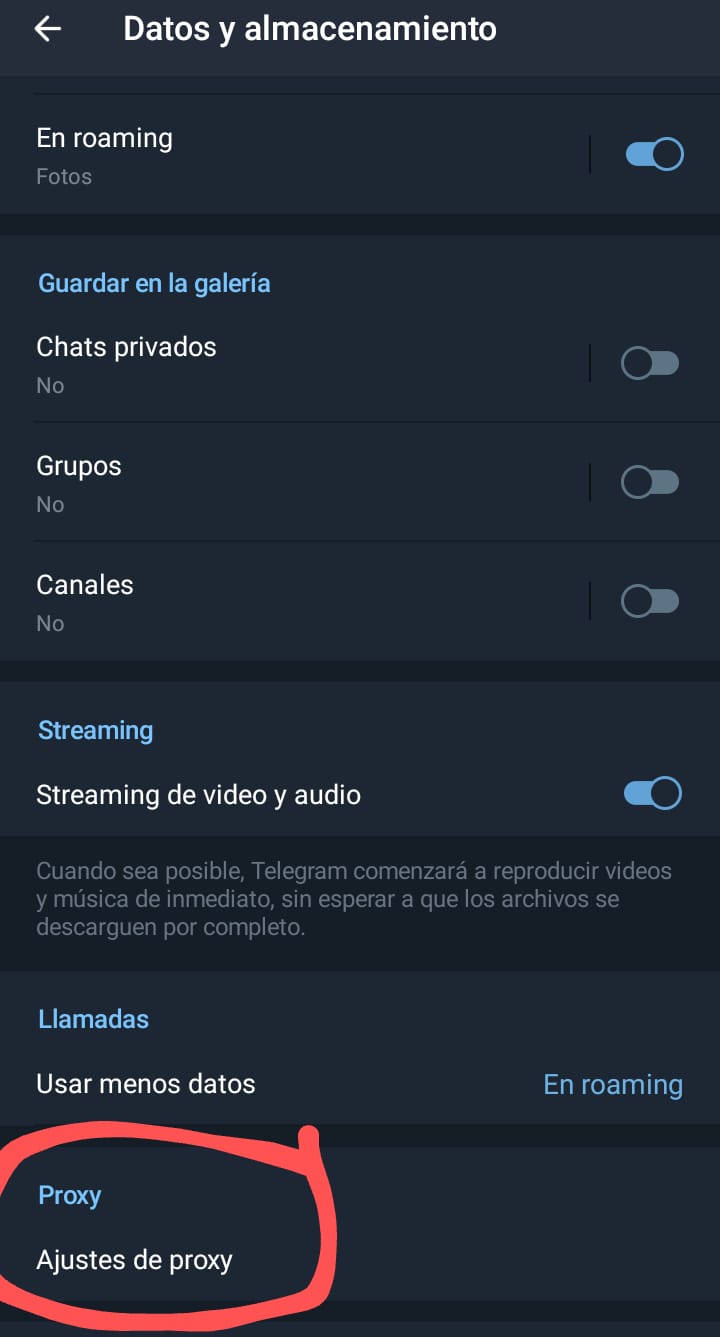 Datos y almacenamiento
En roaming
Fotos
Guardar en la galería
Chats privados
No
Grupos
No
Canales
No
Streaming
Streaming de video y audio
Cuando sea posible, Telegram comenzará a reproducir videos
y música de inmediato, sin esperar a que los archivos se
descarguen por completo.
Llamadas
Usar menos datos
En roaming
Proxy
Ajustes de proxy